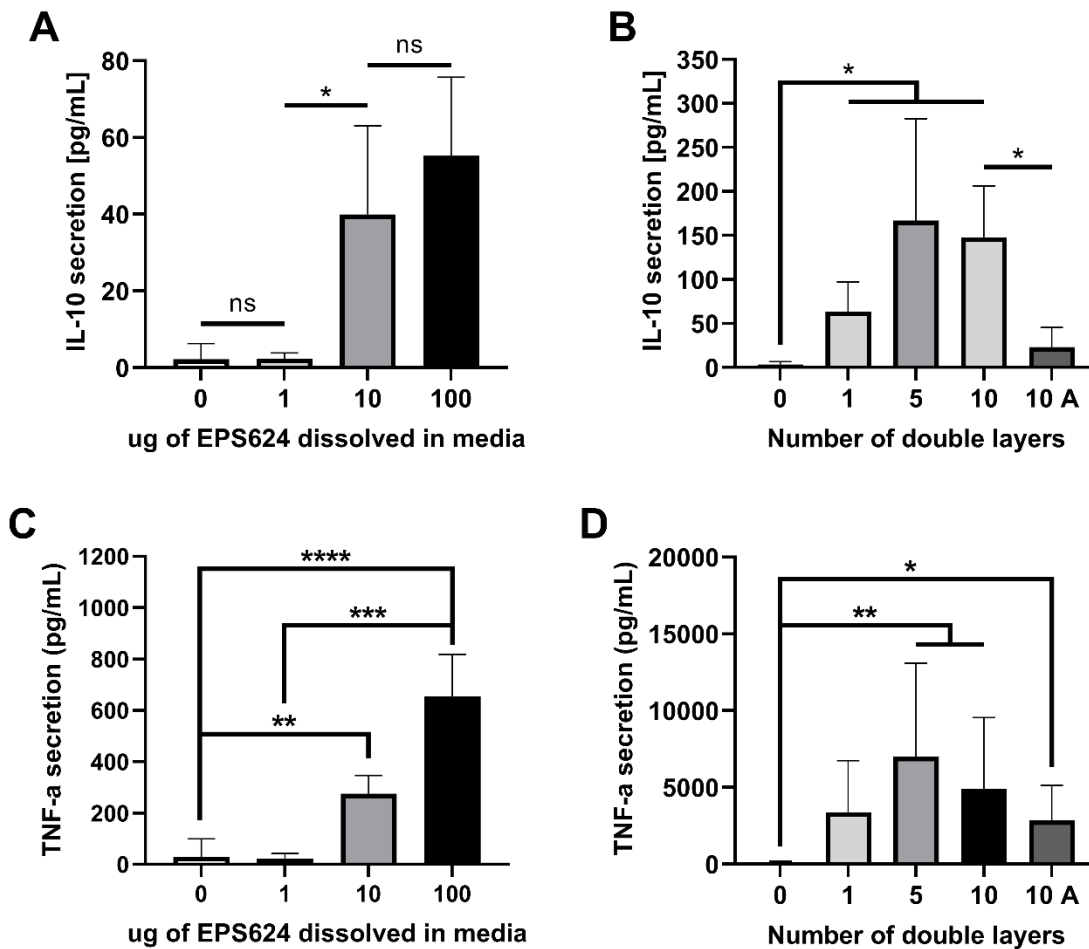 A
IL-10 secretion [pg/mL]
80
60
40
20
0
ns
*
ns
0 1 10 100
ug of EPS624 dissolved in media
B
IL-10 secretion [pg/mL]
350
300
250
200
150
100
50
0
*
*
0 1 5 10 10 A
Number of double layers
C
TNF-a secretion (pg/mL)
1200
1000
800
600
400
200
0
****
***
**
0 1 10 100
ug of EPS624 dissolved in media
D
TNF-a secretion (pg/mL)
20000
15000
10000
5000
0
*
**
0 1 5 10 10 A
Number of double layers